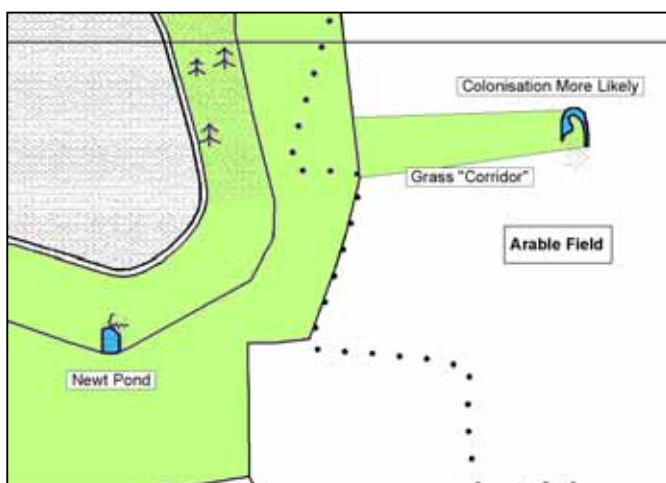 Colonisation More Likely
Grass "Corridor"
Arable Field
Newt Pond